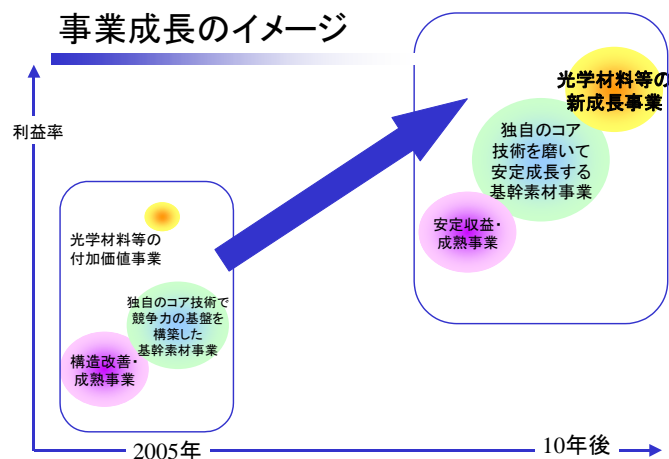 事業成長のイメージ
利益率
光学材料等の
新成長事業
独自のコア
技術を磨いて
安定成長する
基幹素材事業
安定収益・
成熟事業
光学材料等の
付加価値事業
独自のコア技術で
競争力の基盤を
構築した
基幹素材事業
構造改善・
成熟事業
2005年
10年後